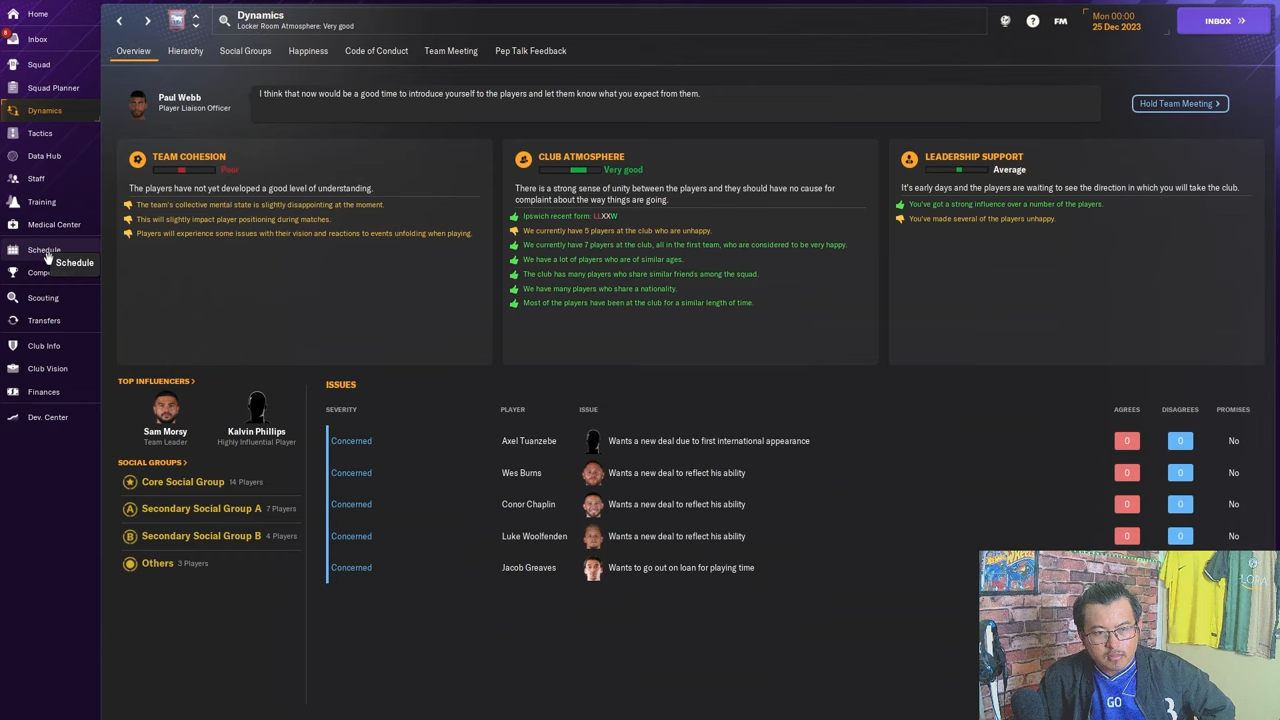 Home
6
Inbox
Squad
Squad Planner
Dynamics
Tactics
Data Hub
Staff
Training
Medical Center
Schedule
Schedule
Scouting
Transfers
Club Info
Club Vision
Finances
Dev. Center
Dynamics
Locker Room Atmosphere: Very good
?
FM
Mon 00:00
25 Dec 2023
INBOX
Overview
Hierarchy
Social Groups
Happiness
Code of Conduct
Team Meeting
Pep Talk Feedback
Paul Webb
Player Liaison Officer
I think that now would be a good time to introduce yourself to the players and let them know what you expect from them.
Hold Team Meeting >
TEAM COHESION
Poor
The players have not yet developed a good level of understanding.
The team's collective mental state is slightly disappointing at the moment.
This will slightly impact player positioning during matches.
Players will experience some issues with their vision and reactions to events unfolding when playing.
CLUB ATMOSPHERE
Very good
There is a strong sense of unity between the players and they should have no cause for
complaint about the way things are going.
Ipswich recent form: LLXXW
We currently have 5 players at the club who are unhappy.
We currently have 7 players at the club, all in the first team, who are considered to be very happy.
We have a lot of players who are of similar ages.
The club has many players who share similar friends among the squad.
We have many players who share a nationality.
Most of the players have been at the club for a similar length of time.
LEADERSHIP SUPPORT
Average
It's early days and the players are waiting to see the direction in which you will take the club.
You've got a strong influence over a number of the players.
You've made several of the players unhappy.
TOP INFLUENCERS >
Sam Morsy
Team Leader
Kalvin Phillips
Highly Influential Player
SOCIAL GROUPS >
Core Social Group 14 Players
A Secondary Social Group A 7 Players
B Secondary Social Group B 4 Players
Others 3 Players
ISSUES
SEVERITY PLAYER ISSUE AGREES DISAGREES PROMISES
Concerned Axel Tuanzebe Wants a new deal due to first international appearance 0 0 No
Concerned Wes Burns Wants a new deal to reflect his ability 0 0 No
Concerned Conor Chaplin Wants a new deal to reflect his ability 0 0 No
Concerned Luke Woolfenden Wants a new deal to reflect his ability 0 0 No
Concerned Jacob Greaves Wants to go out on loan for playing time
GO
3